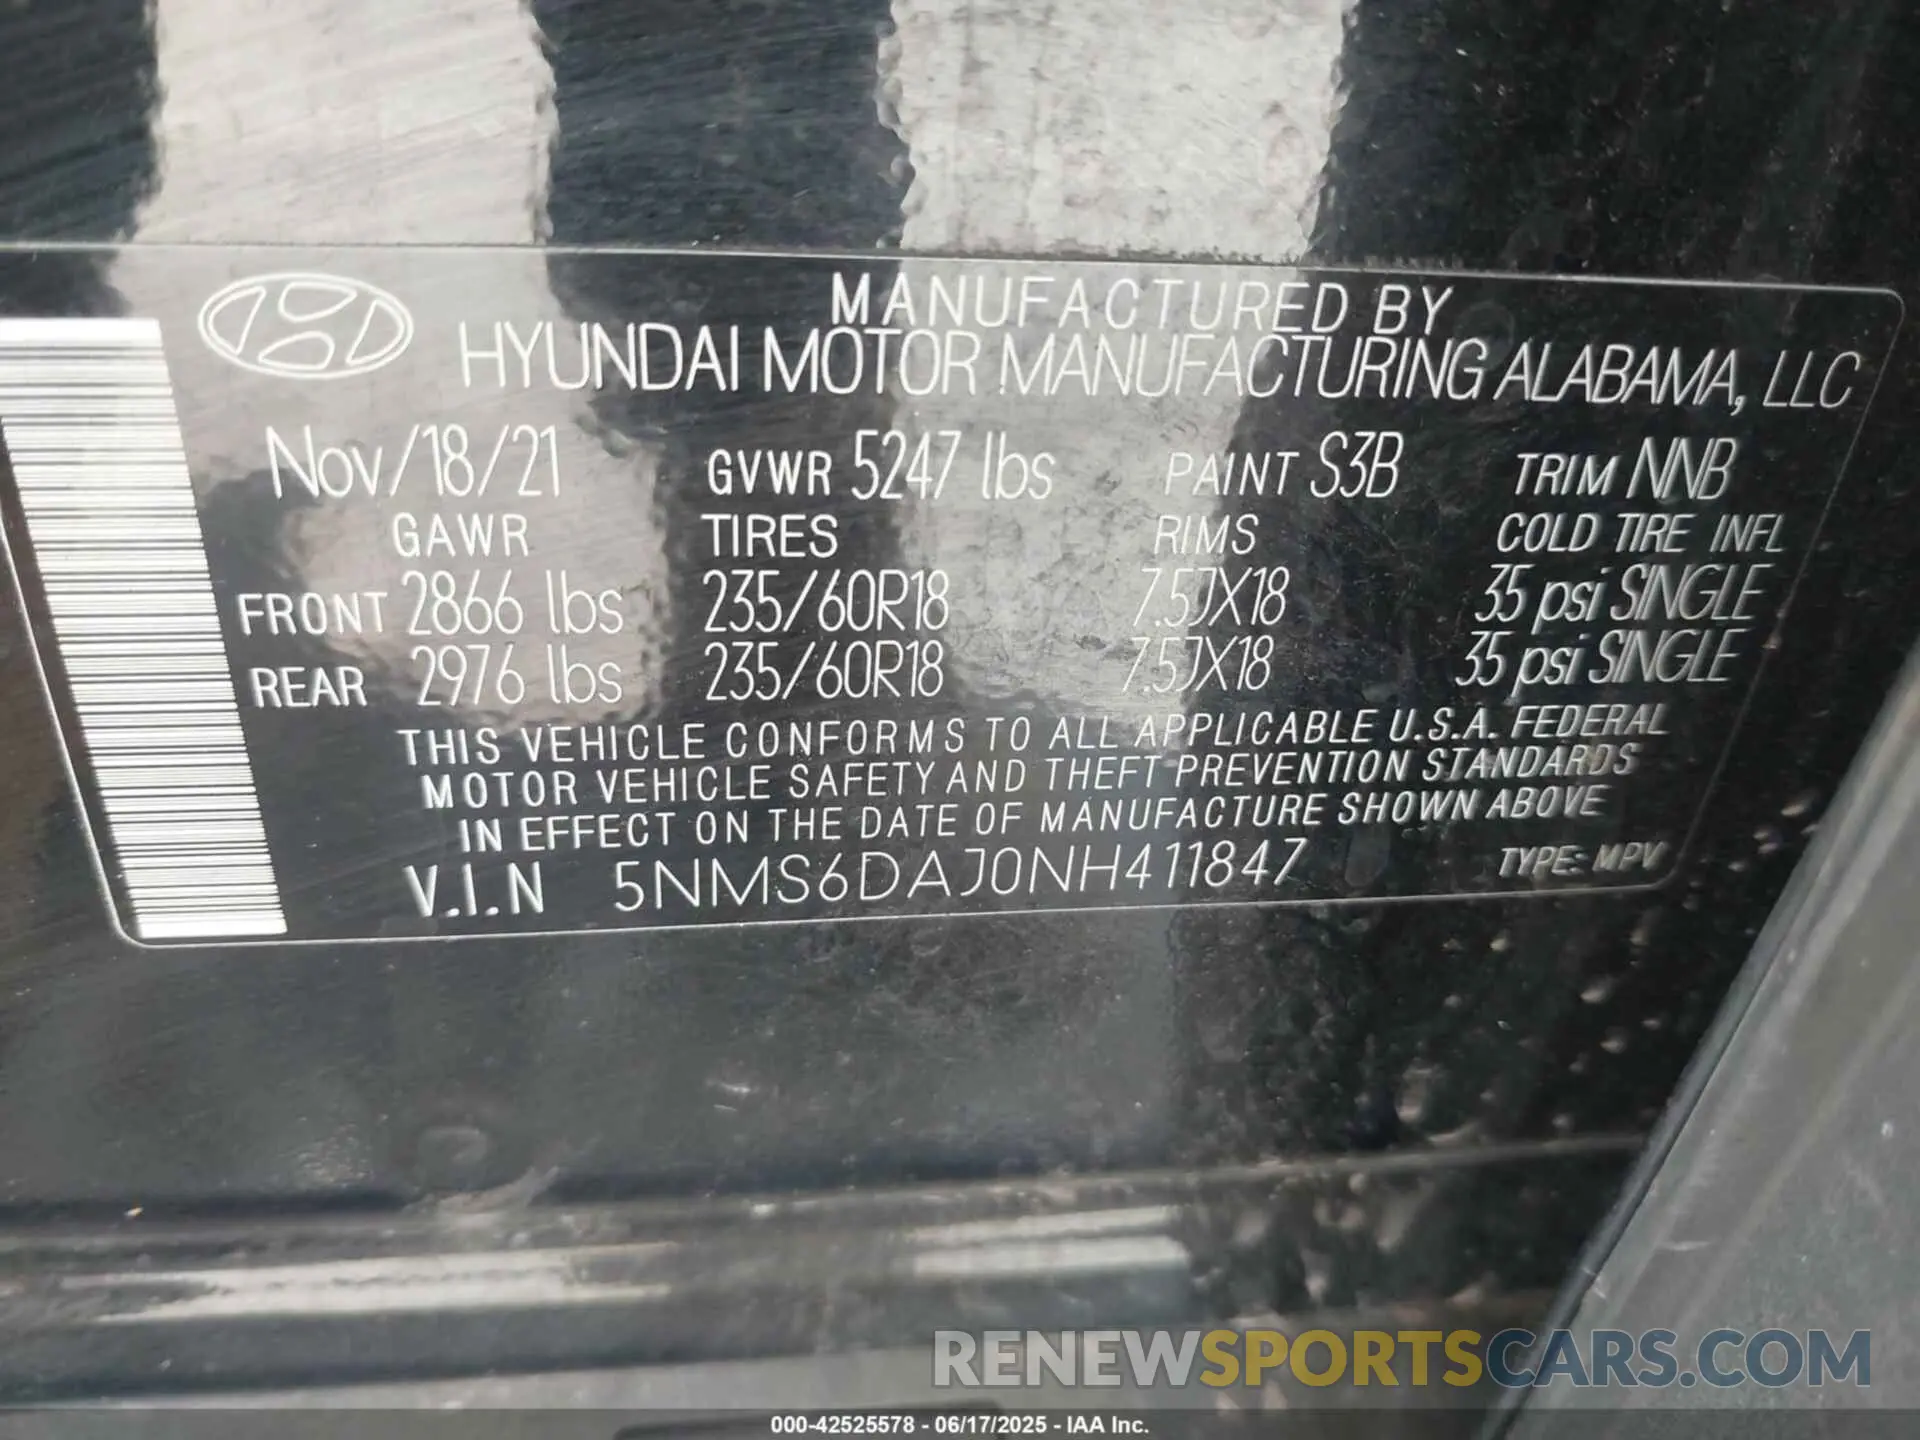 MANUFACTURED BY
HYUNDAI MOTOR MANUFACTURING ALABAMA, LLC
Nov/18/21 GVWR 5247 lbs PAINT S3B TRIM NNB
GAWR TIRES RIMS COLD TIRE INFL
FRONT 2866 lbs 235/60R18 7.5JX18 35 psi SINGLE
REAR 2976 lbs 235/60R18 7.5JX18 35 psi SINGLE
THIS VEHICLE CONFORMS TO ALL APPLICABLE U.S.A. FEDERAL
MOTOR VEHICLE SAFETY AND THEFT PREVENTION STANDARDS
IN EFFECT ON THE DATE OF MANUFACTURE SHOWN ABOVE
V.I.N 5NMS6DAJ0NH411847 TYPE: MPV
RENEWSPORTSCARS.COM
000-42525578 - 06/17/2025 - IAA Inc.